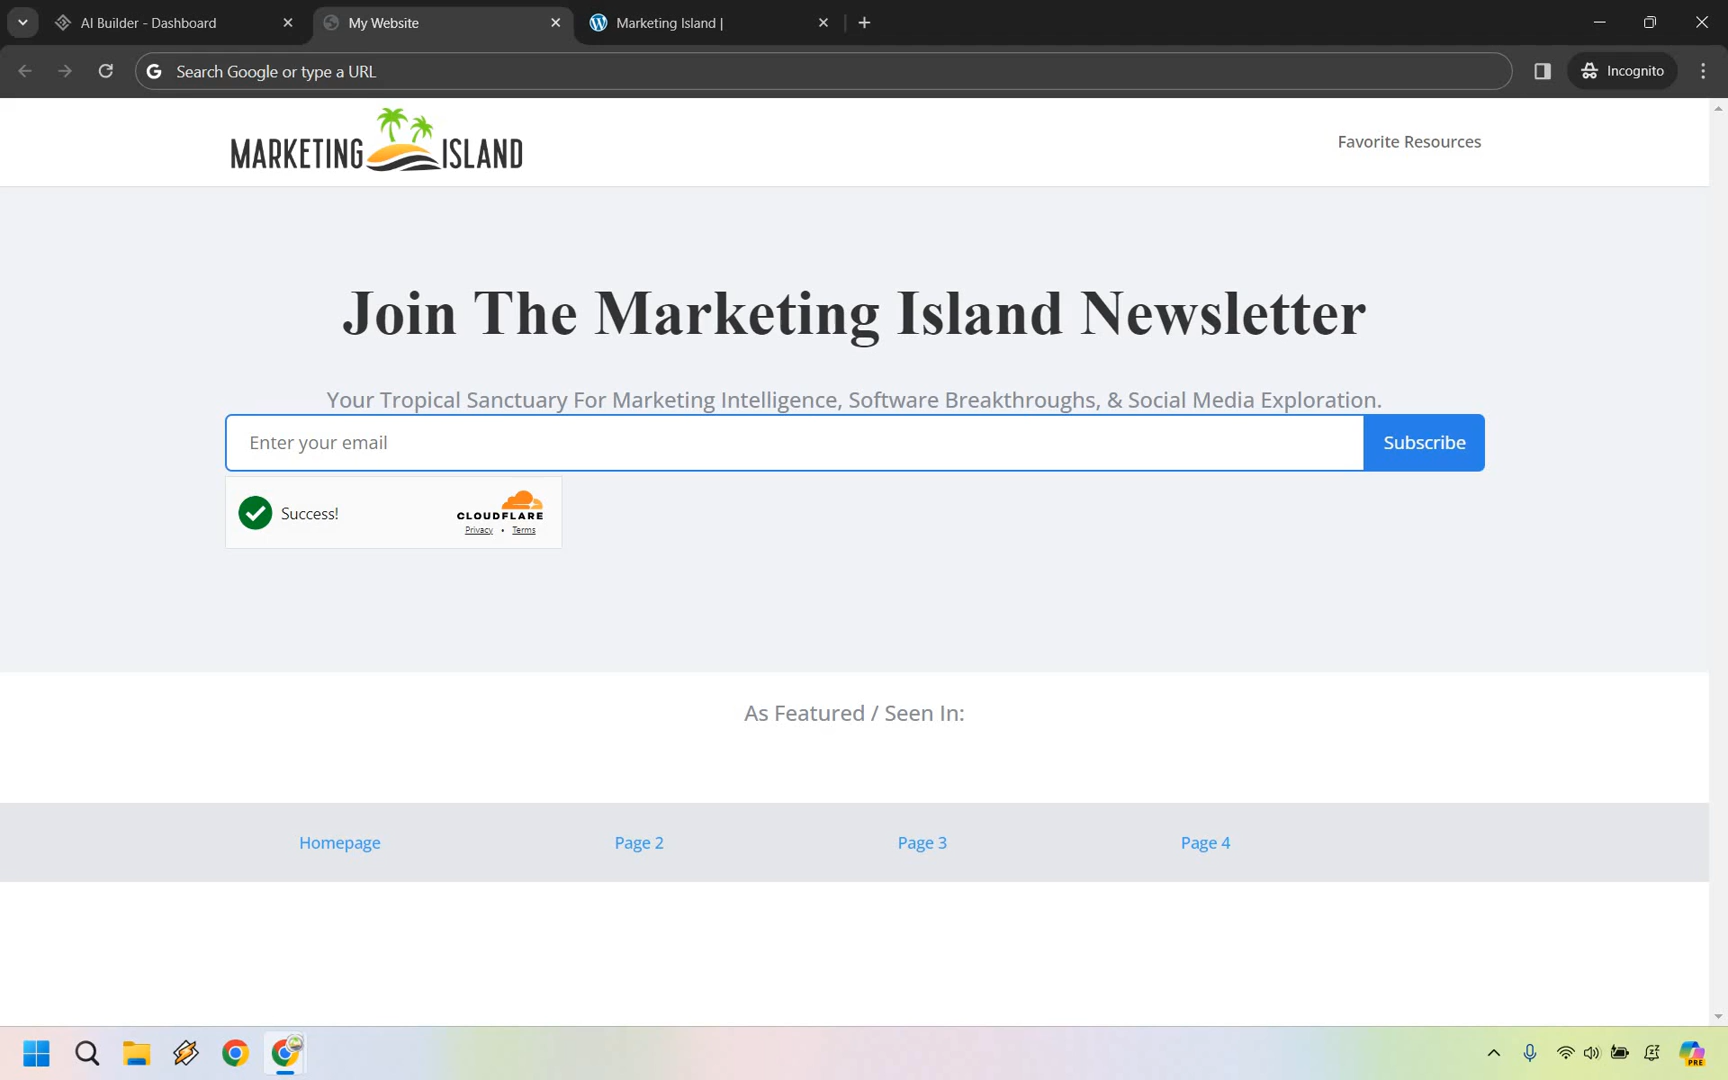 AI Builder - Dashboard
My Website
Marketing Island |
Search Google or type a URL
Incognito
MARKETING ISLAND
Favorite Resources
Join The Marketing Island Newsletter
Your Tropical Sanctuary For Marketing Intelligence, Software Breakthroughs, & Social Media Exploration.
Enter your email
Subscribe
Success!
CLOUDFLARE
Privacy • Terms
As Featured / Seen In:
Homepage
Page 2
Page 3
Page 4
PRE